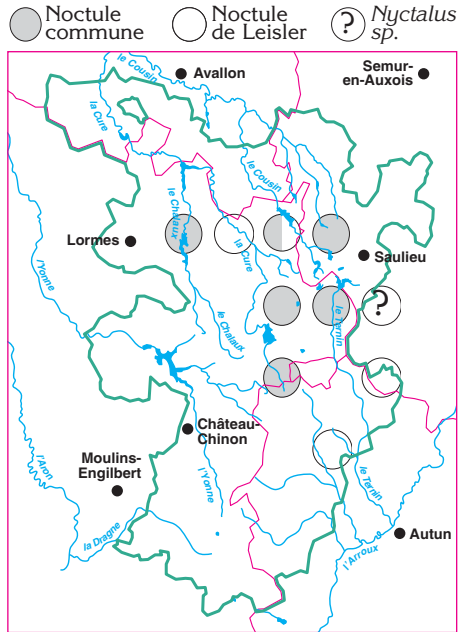 Noctule
commune
Noctule
de Leisler
?
Nyctalus
sp.
le Cousin
Avallon
Semur-
en-Auxois
la Cure
le Cousin
le Chalaux
Lormes
la Cure
Saulieu
l'Yonne
?
le Ternin
le Chalaux
Château-
Chinon
l'Aron
Moulins-
Engilbert
l'Yonne
le Ternin
la Dragne
Autun
l'Arroux